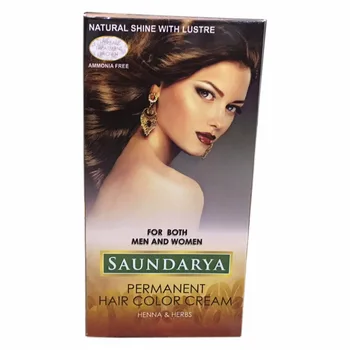 NATURAL SHINE WITH LUSTRE
AMMONIA FREE
FOR BOTH
MEN AND WOMEN
SAUNDARYA
PERMANENT
HAIR COLOR CREAM
HENNA & HERBS